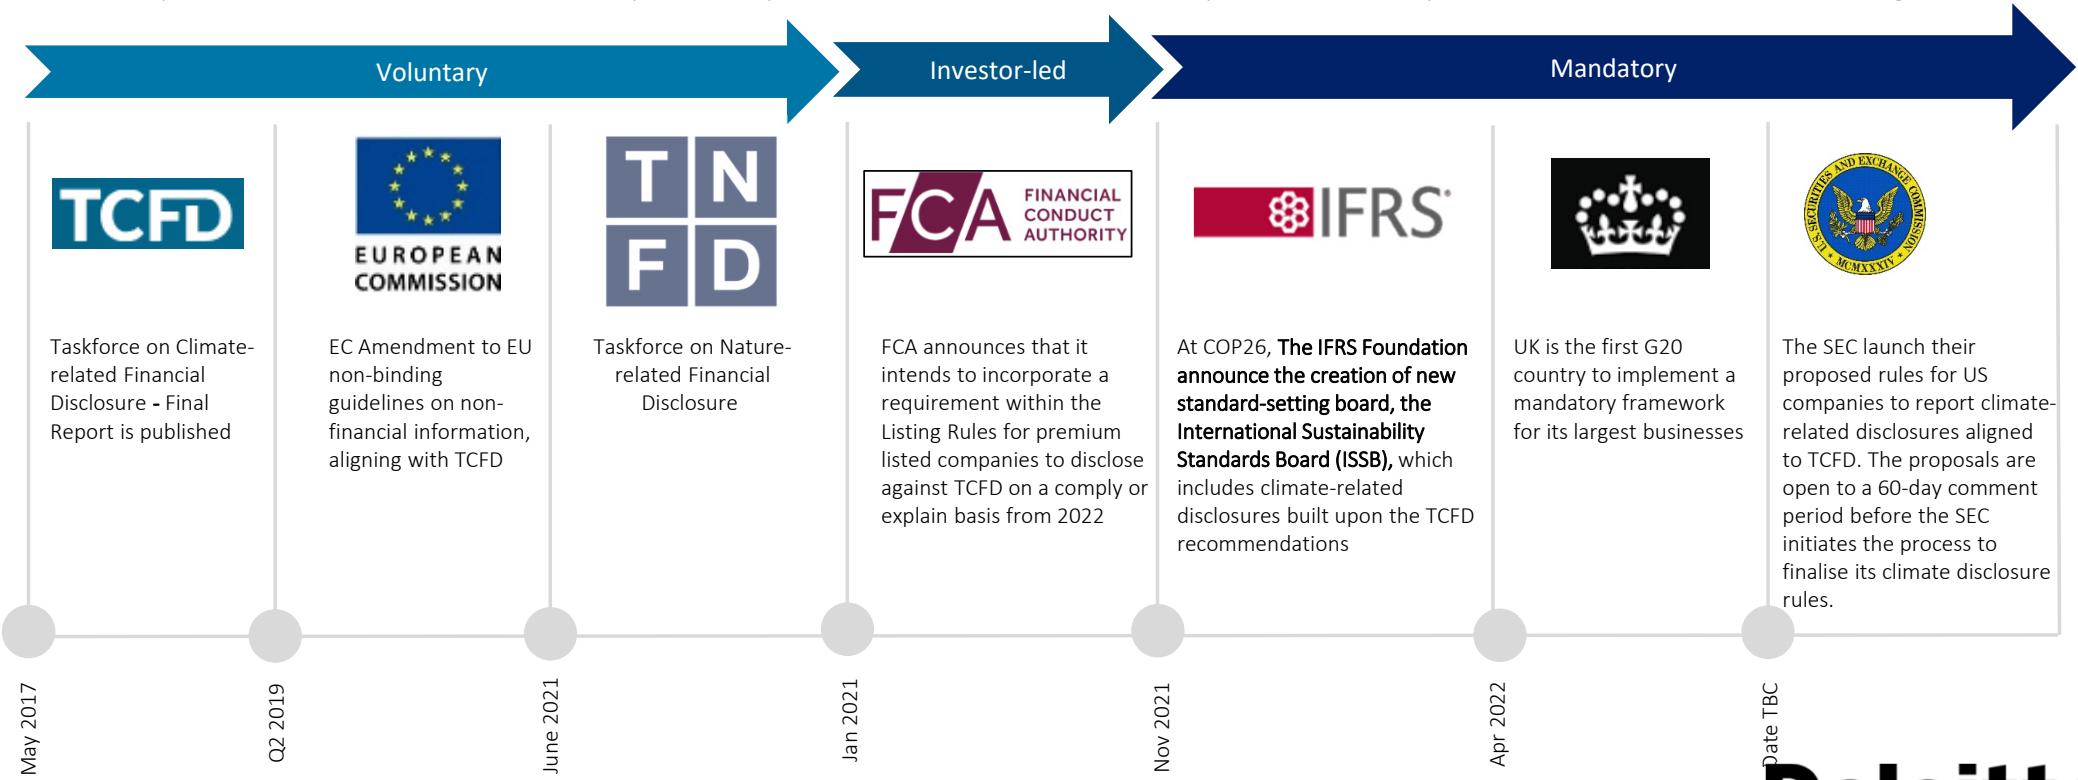 Voluntary
Investor-led
Mandatory
TCFD
EUROPEAN
COMMISSION
T N
F D
FCA
FINANCIAL
CONDUCT
AUTHORITY
IFRS
U.S. SECURITIES AND EXCHANGE COMMISSION
MCMXXXIV
Taskforce on Climate-
related Financial
Disclosure - Final
Report is published
EC Amendment to EU
non-binding
guidelines on non-
financial information,
aligning with TCFD
Taskforce on Nature-
related Financial
Disclosure
FCA announces that it
intends to incorporate a
requirement within the
Listing Rules for premium
listed companies to disclose
against TCFD on a comply or
explain basis from 2022
At COP26, The IFRS Foundation
announce the creation of new
standard-setting board, the
International Sustainability
Standards Board (ISSB), which
includes climate-related
disclosures built upon the TCFD
recommendations
UK is the first G20
country to implement a
mandatory framework
for its largest businesses
The SEC launch their
proposed rules for US
companies to report climate-
related disclosures aligned
to TCFD. The proposals are
open to a 60-day comment
period before the SEC
initiates the process to
finalise its climate disclosure
rules.
May 2017
Q2 2019
June 2021
Jan 2021
Nov 2021
Apr 2022
Date TBC